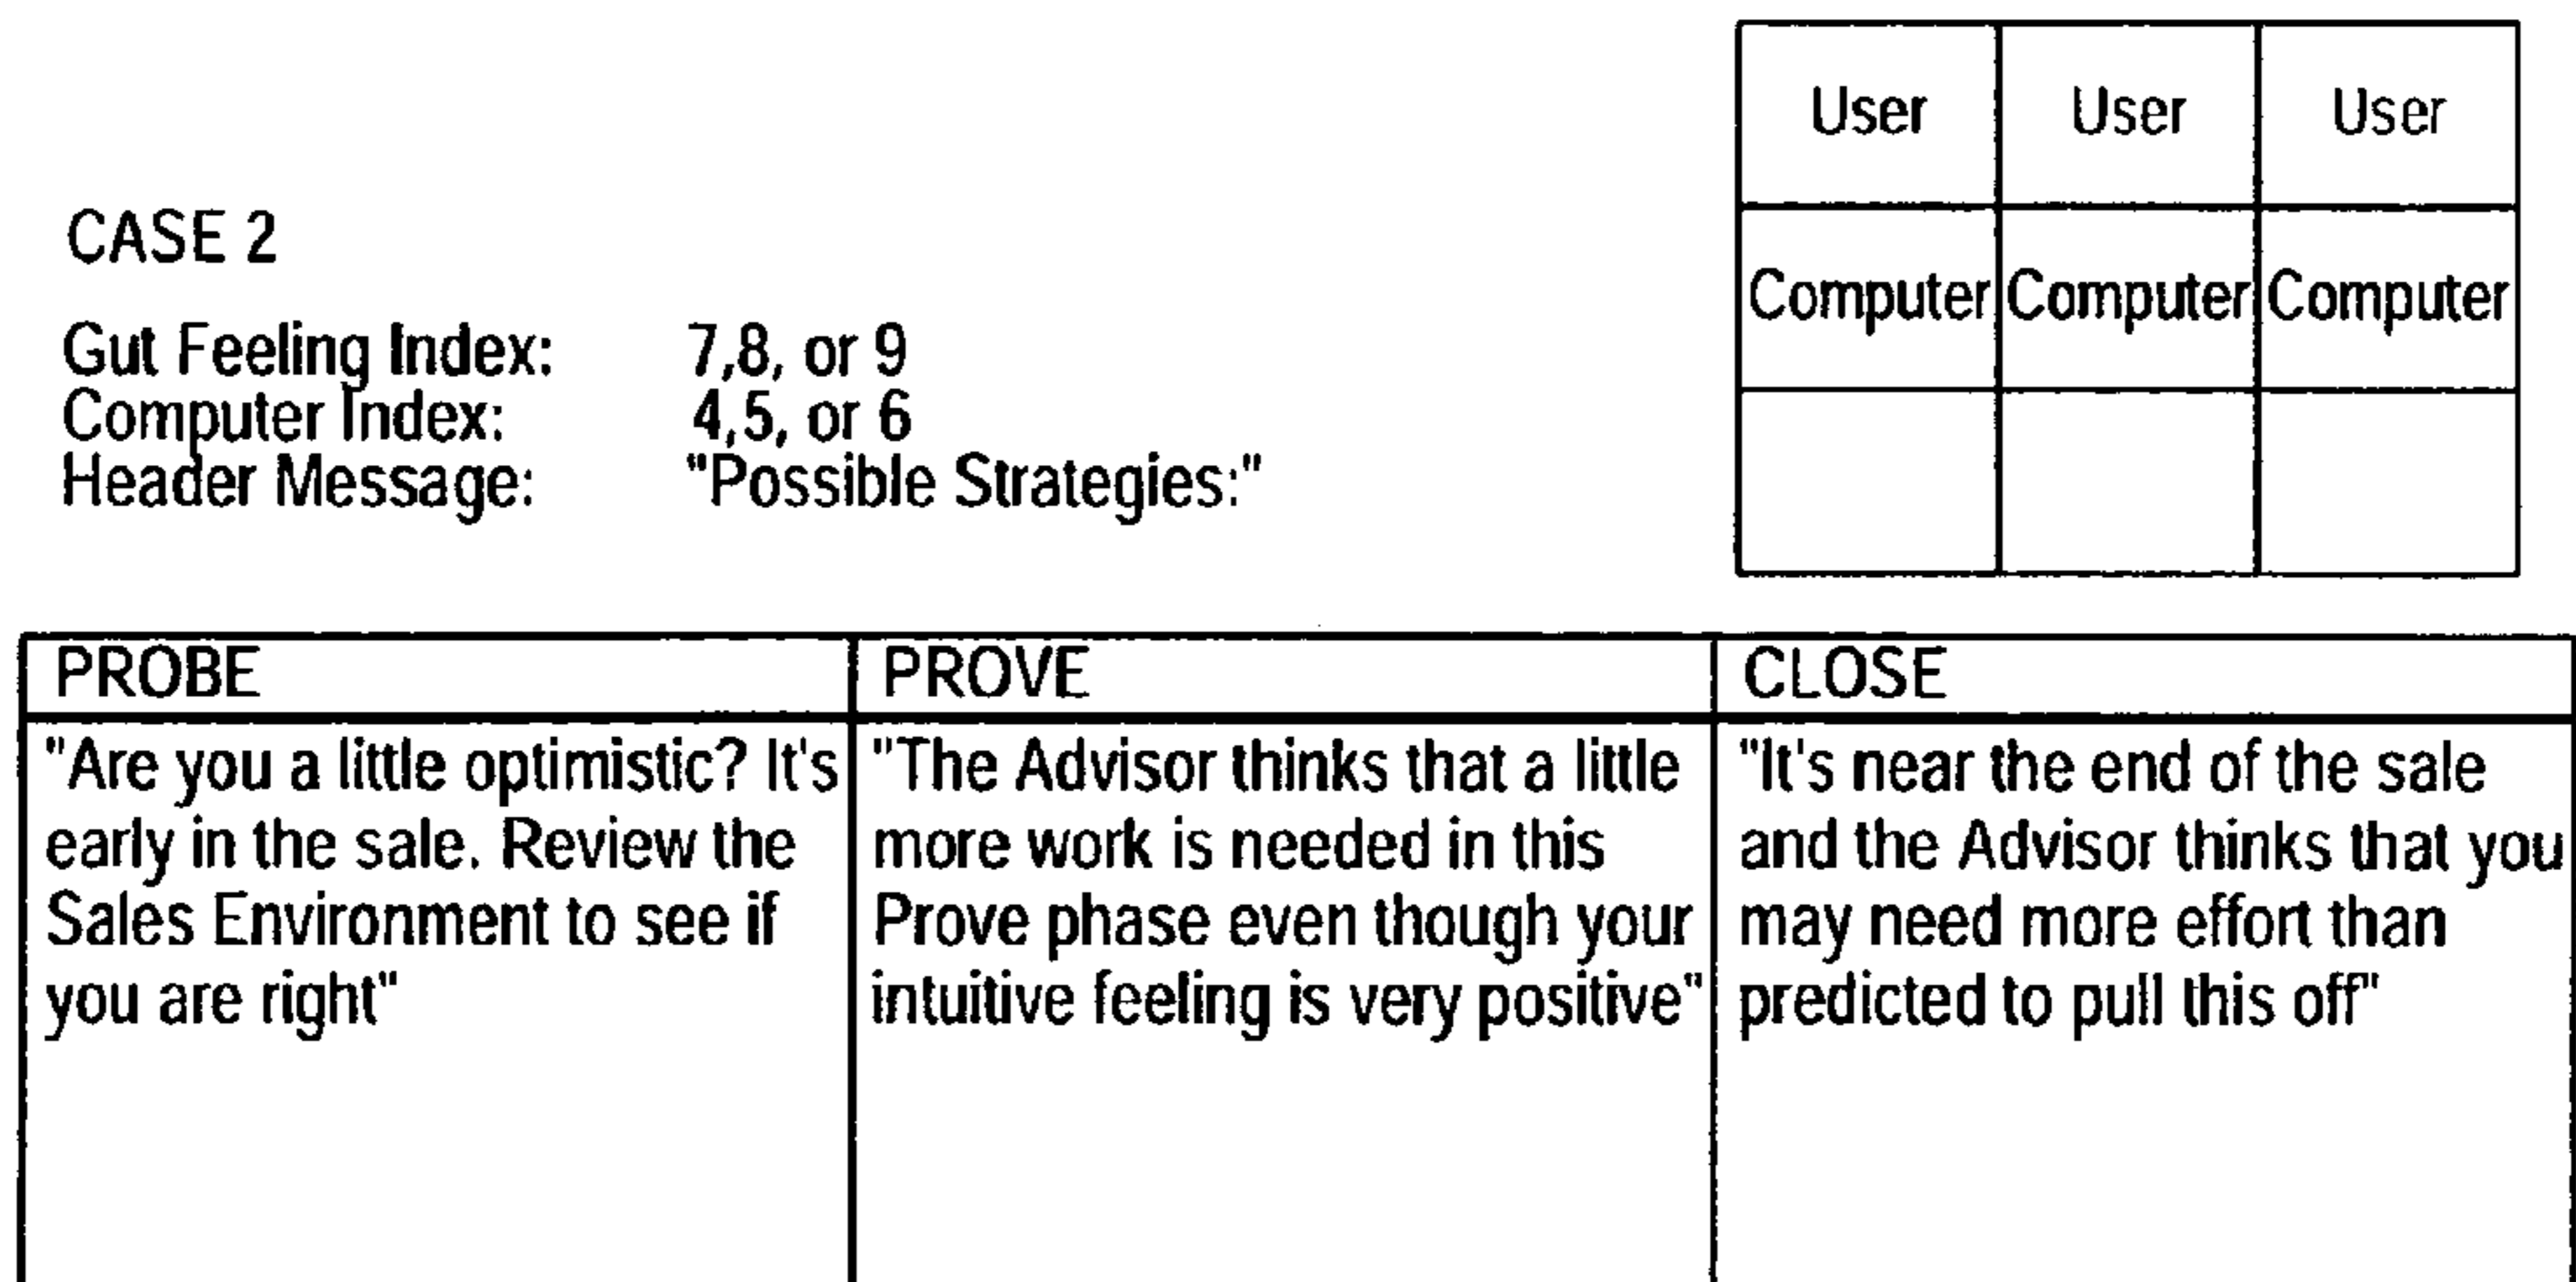 User User User
Computer Computer Computer
CASE 2
Gut Feeling Index: 7,8, or 9
Computer Index: 4,5, or 6
Header Message: "Possible Strategies:"
PROBE PROVE CLOSE
"Are you a little optimistic? It's
early in the sale. Review the
Sales Environment to see if
you are right"
"The Advisor thinks that a little
more work is needed in this
Prove phase even though your
intuitive feeling is very positive"
"It's near the end of the sale
and the Advisor thinks that you
may need more effort than
predicted to pull this off"